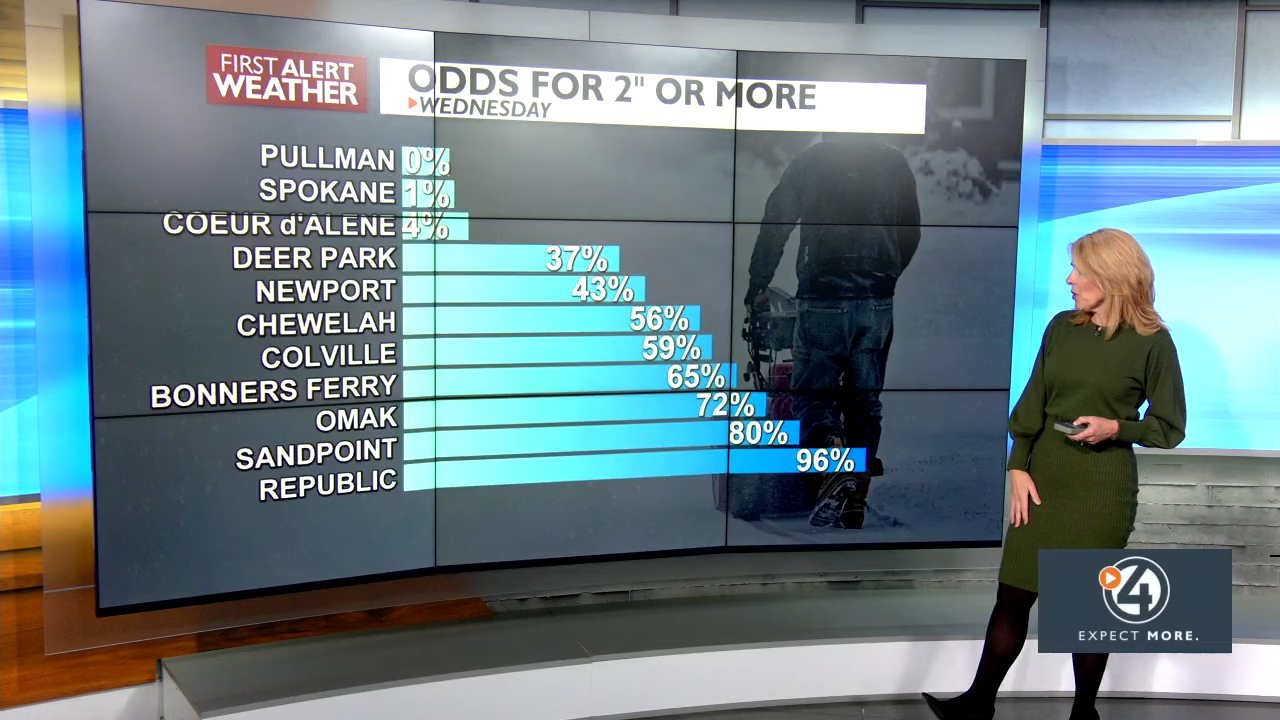 FIRST ALERT
WEATHER
ODDS FOR 2" OR MORE
WEDNESDAY
PULLMAN 0%
SPOKANE 1%
COEUR d'ALENE 4%
DEER PARK 37%
NEWPORT 43%
CHEWELAH 56%
COLVILLE 59%
BONNERS FERRY 65%
OMAK 72%
SANDPOINT 80%
REPUBLIC 96%
4
EXPECT MORE.